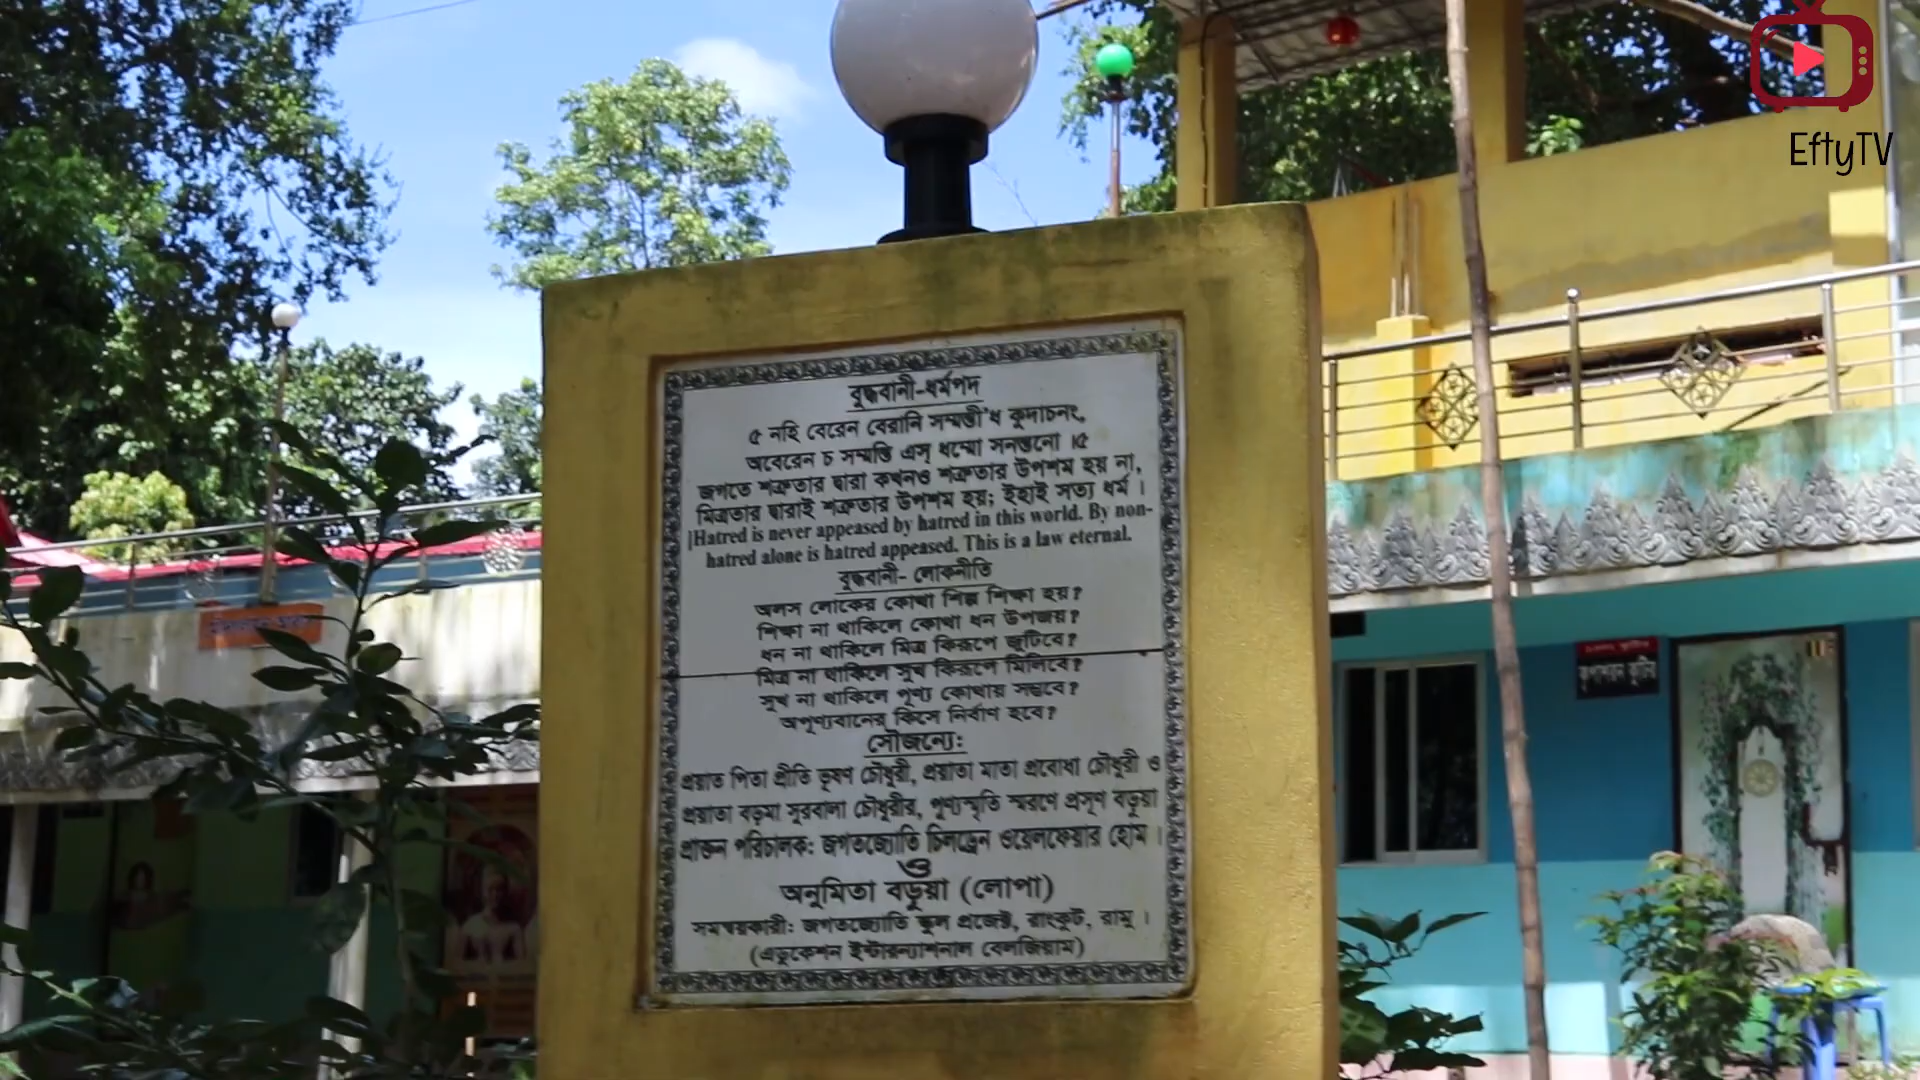 EftyTV
বুদ্ধবানী-ধর্মপদ
৫ নহি বেরেন বেরানি সম্মন্তী'ধ কুদাচনং,
অবেরেন চ সম্মন্তি এস ধম্মো সনন্তনো ।৫
জগতে শত্রুতার দ্বারা কখনও শত্রুতার উপশম হয় না,
মিত্রতার দ্বারাই শত্রুতার উপশম হয়; ইহাই সত্য ধর্ম ।
Hatred is never appeased by hatred in this world. By non-
hatred alone is hatred appeased. This is a law eternal.
বুদ্ধবানী- লোকনীতি
অলস লোকের কোথা শিল্প শিক্ষা হয়?
শিক্ষা না থাকিলে কোথা ধন উপজয়?
ধন না থাকিলে মিত্র কিরূপে জুটিবে?
মিত্র না থাকিলে সুখ কিরূপে মিলিবে?
সুখ না থাকিলে পূণ্য কোথায় সম্ভবে?
অপূণ্যবানের কিসে নির্বাণ হবে?
সৌজন্যে:
প্রয়াত পিতা প্রীতি ভূষণ চৌধুরী, প্রয়াতা মাতা প্রবোধা চৌধুরী ও
প্রয়াতা বড়মা সুরবালা চৌধুরীর, পূণ্যস্মৃতি স্মরণে প্রসূণ বড়ুয়া
প্রাক্তন পরিচালক: জগতজ্যোতি চিলড্রেন ওয়েলফেয়ার হোম ।
ও
অনুমিতা বড়ুয়া (লোপা)
সমন্বয়কারী: জগতজ্যোতি স্কুল প্রজেক্ট, রাংকুট, রামু ।
(এডুকেশন ইন্টারন্যাশনাল বেলজিয়াম)